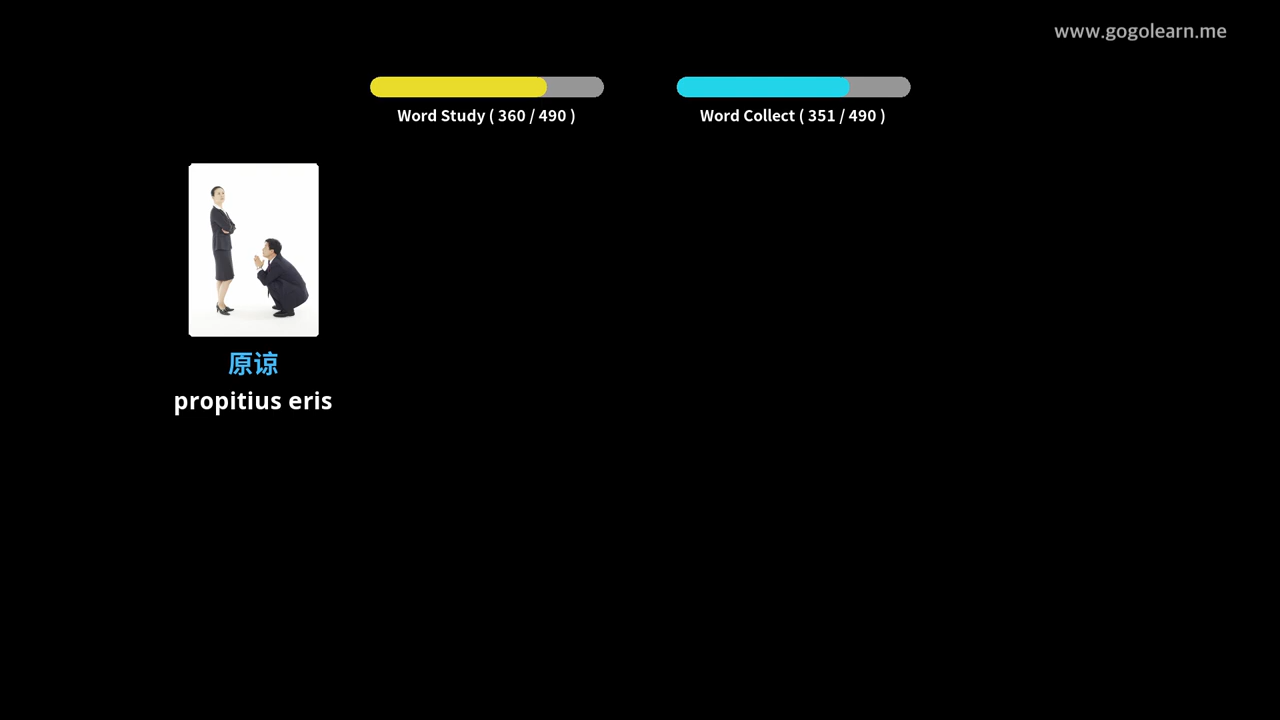 www.gogolearn.me
Word Study ( 360 / 490 )
Word Collect ( 351 / 490 )
原谅
propitius eris